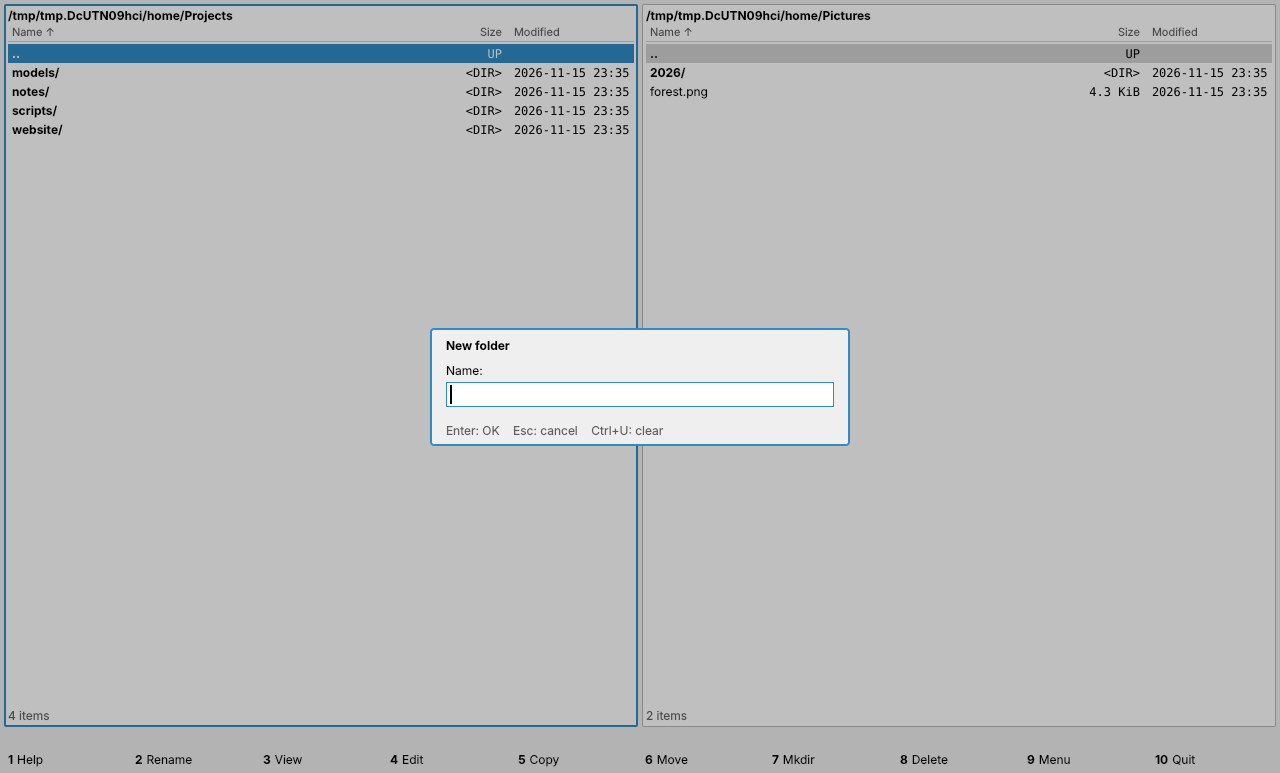 /tmp/tmp.DcUTN09hci/home/Projects
Name ↑ Size Modified
.. UP
models/ <DIR> 2026-11-15 23:35
notes/ <DIR> 2026-11-15 23:35
scripts/ <DIR> 2026-11-15 23:35
website/ <DIR> 2026-11-15 23:35
4 items
/tmp/tmp.DcUTN09hci/home/Pictures
Name ↑ Size Modified
.. UP
2026/ <DIR> 2026-11-15 23:35
forest.png 4.3 KiB 2026-11-15 23:35
2 items
New folder
Name:
Enter: OK Esc: cancel Ctrl+U: clear
1 Help 2 Rename 3 View 4 Edit 5 Copy 6 Move 7 Mkdir 8 Delete 9 Menu 10 Quit